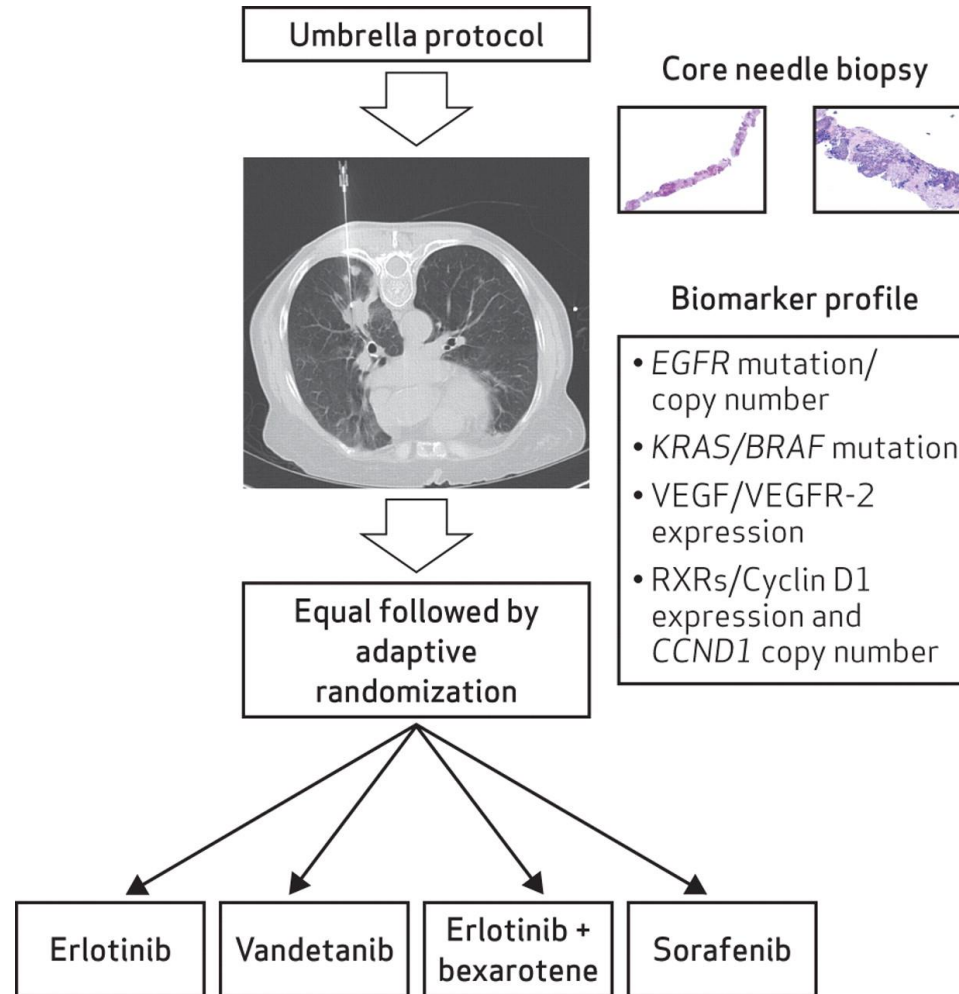 Umbrella protocol
Core needle biopsy
Biomarker profile
• EGFR mutation/
copy number
• KRAS/BRAF mutation
• VEGF/VEGFR-2
expression
• RXRs/Cyclin D1
expression and
CCND1 copy number
Equal followed by
adaptive
randomization
Erlotinib
Vandetanib
Erlotinib +
bexarotene
Sorafenib